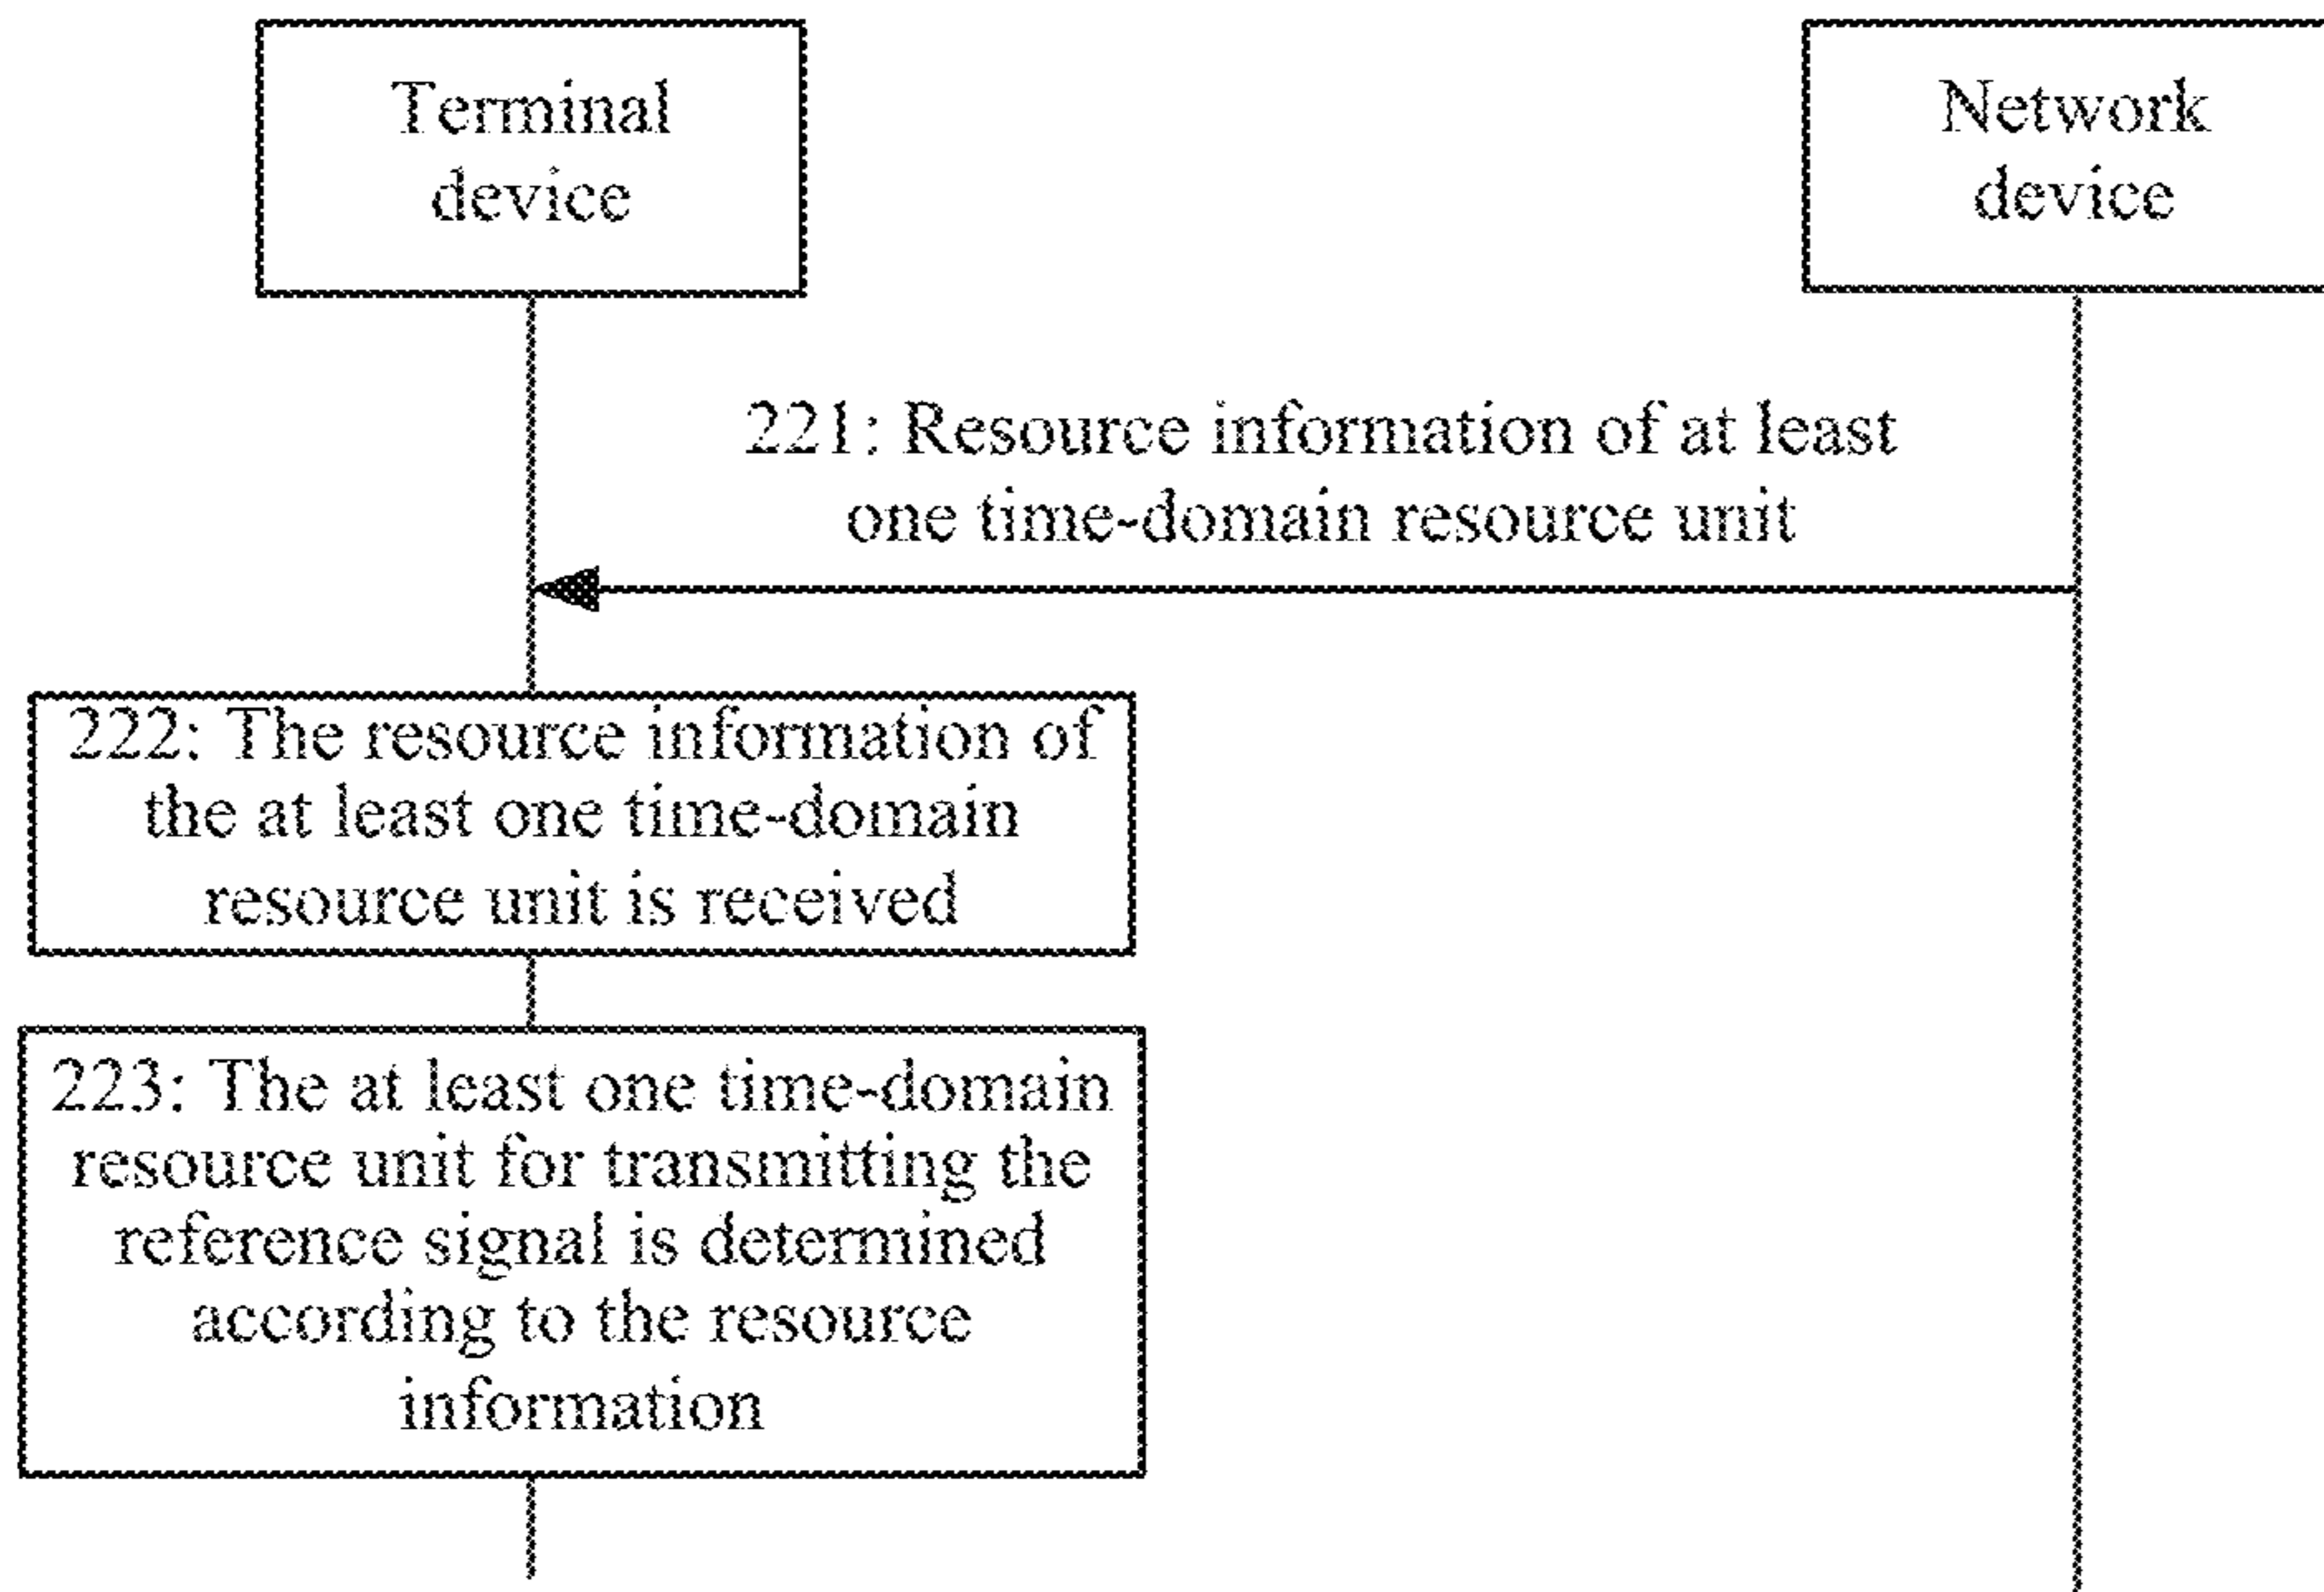 Terminal
device
Network
device
221: Resource information of at least
one time-domain resource unit
222: The resource information of
the at least one time-domain
resource unit is received
223: The at least one time-domain
resource unit for transmitting the
reference signal is determined
according to the resource
information